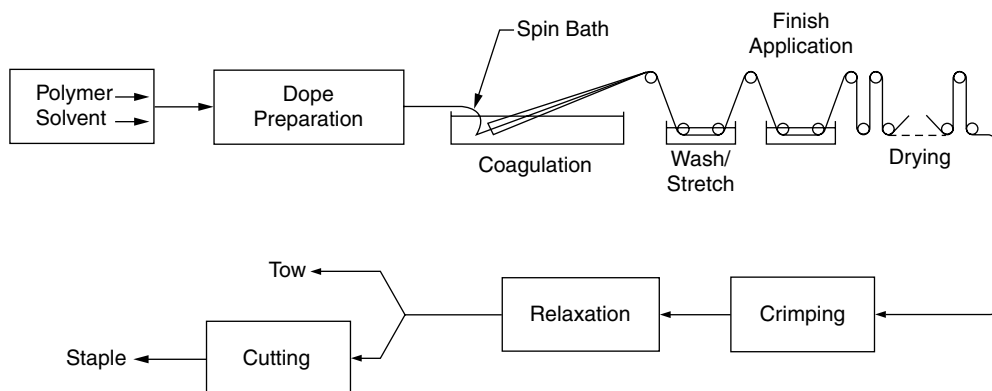 Polymer
Solvent
Dope
Preparation
Spin Bath
Coagulation
Wash/
Stretch
Finish
Application
Drying
Crimping
Relaxation
Tow
Cutting
Staple